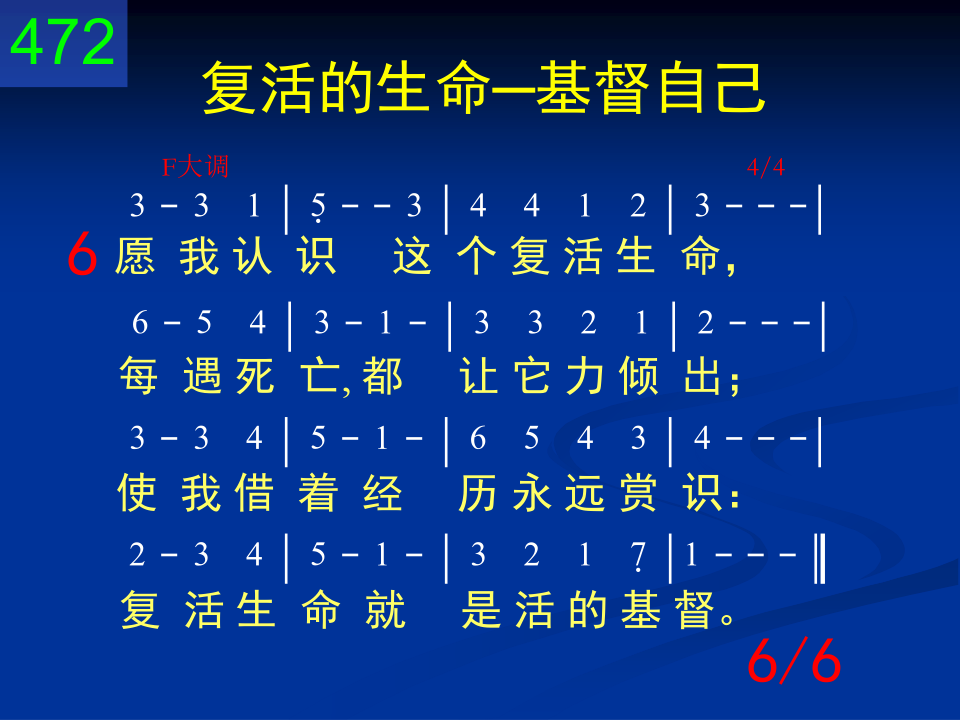 472
复活的生命─基督自己
F大调 4/4
3 - 3 1 | 5̣ - - 3 | 4 4 1 2 | 3 - - - |
6 愿 我 认 识 这 个 复 活 生 命,
6 - 5 4 | 3 - 1 - | 3 3 2 1 | 2 - - - |
每 遇 死 亡, 都 让 它 力 倾 出;
3 - 3 4 | 5 - 1 - | 6 5 4 3 | 4 - - - |
使 我 借 着 经 历 永 远 赏 识:
2 - 3 4 | 5 - 1 - | 3 2 1 7̣ | 1 - - - ‖
复 活 生 命 就 是 活 的 基 督。
6/6